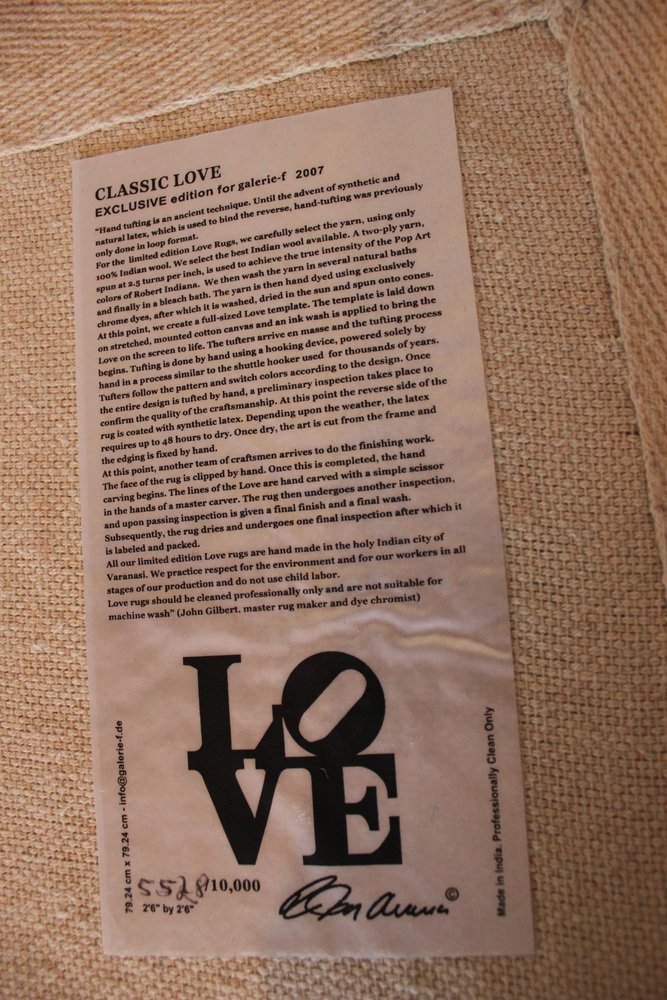 CLASSIC LOVE
EXCLUSIVE edition for galerie-f 2007
"Hand tufting is an ancient technique. Until the advent of synthetic and
natural latex, which is used to bind the reverse, hand-tufting was previously
only done in loop format.
For the limited edition Love Rugs, we carefully select the yarn, using only
100% Indian wool. We select the best Indian wool available. A two-ply yarn,
spun at 2.5 turns per inch, is used to achieve the true intensity of the Pop Art
colors of Robert Indiana. We then wash the yarn in several natural baths
and finally in a bleach bath. The yarn is then hand dyed using exclusively
chrome dyes, after which it is washed, dried in the sun and spun onto cones.
At this point, we create a full-sized Love template. The template is laid down
on stretched, mounted cotton canvas and an ink wash is applied to bring the
Love on the screen to life. The tufters arrive en masse and the tufting process
begins. Tufting is done by hand using a hooking device, powered solely by
hand in a process similar to the shuttle hooker used for thousands of years.
Tufters follow the pattern and switch colors according to the design. Once
the entire design is tufted by hand, a preliminary inspection takes place to
confirm the quality of the craftsmanship. At this point the reverse side of the
rug is coated with synthetic latex. Depending upon the weather, the latex
requires up to 48 hours to dry. Once dry, the art is cut from the frame and
the edging is fixed by hand.
At this point, another team of craftsmen arrives to do the finishing work.
The face of the rug is clipped by hand. Once this is completed, the hand
carving begins. The lines of the Love are hand carved with a simple scissor
in the hands of a master carver. The rug then undergoes another inspection,
and upon passing inspection is given a final finish and a final wash.
Subsequently, the rug dries and undergoes one final inspection after which it
is labeled and packed.
All our limited edition Love rugs are hand made in the holy Indian city of
Varanasi. We practice respect for the environment and for our workers in all
stages of our production and do not use child labor.
Love rugs should be cleaned professionally only and are not suitable for
machine wash" (John Gilbert, master rug maker and dye chromist)
LO
VE
79.24 cm x 79.24 cm - info@galerie-f.de
5528/10,000
2'6" by 2'6"
©
Made in India. Professionally Clean Only